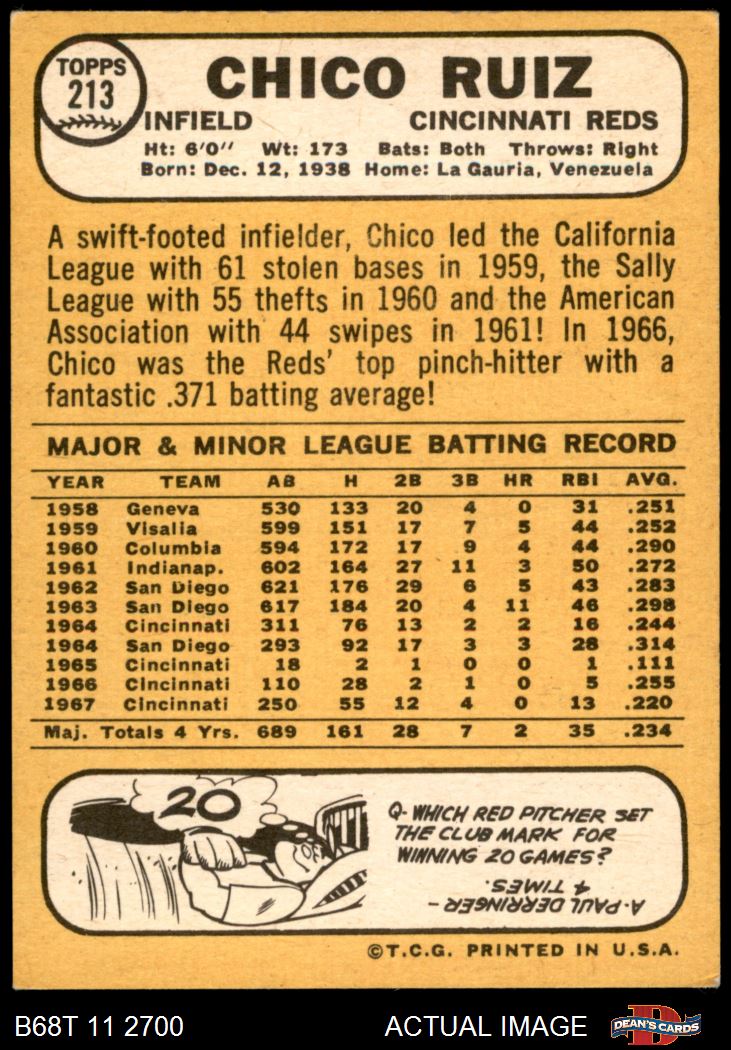 TOPPS
213
CHICO RUIZ
INFIELD CINCINNATI REDS
Ht: 6'0" Wt: 173 Bats: Both Throws: Right
Born: Dec. 12, 1938 Home: La Gauria, Venezuela
A swift-footed infielder, Chico led the California
League with 61 stolen bases in 1959, the Sally
League with 55 thefts in 1960 and the American
Association with 44 swipes in 1961! In 1966,
Chico was the Reds' top pinch-hitter with a
fantastic .371 batting average!
MAJOR & MINOR LEAGUE BATTING RECORD
YEAR TEAM AB H 2B 3B HR RBI AVG.
1958 Geneva 530 133 20 4 0 31 .251
1959 Visalia 599 151 17 7 5 44 .252
1960 Columbia 594 172 17 9 4 44 .290
1961 Indianap. 602 164 27 11 3 50 .272
1962 San Diego 621 176 29 6 5 43 .283
1963 San Diego 617 184 20 4 11 46 .298
1964 Cincinnati 311 76 13 2 2 16 .244
1964 San Diego 293 92 17 3 3 28 .314
1965 Cincinnati 18 2 1 0 0 1 .111
1966 Cincinnati 110 28 2 1 0 5 .255
1967 Cincinnati 250 55 12 4 0 13 .220
Maj. Totals 4 Yrs. 689 161 28 7 2 35 .234
20
Q- WHICH RED PITCHER SET
THE CLUB MARK FOR
WINNING 20 GAMES?
A- PAUL DERRINGER -
4 TIMES.
©T.C.G. PRINTED IN U.S.A.
B68T 11 2700 ACTUAL IMAGE
DEAN'S CARDS